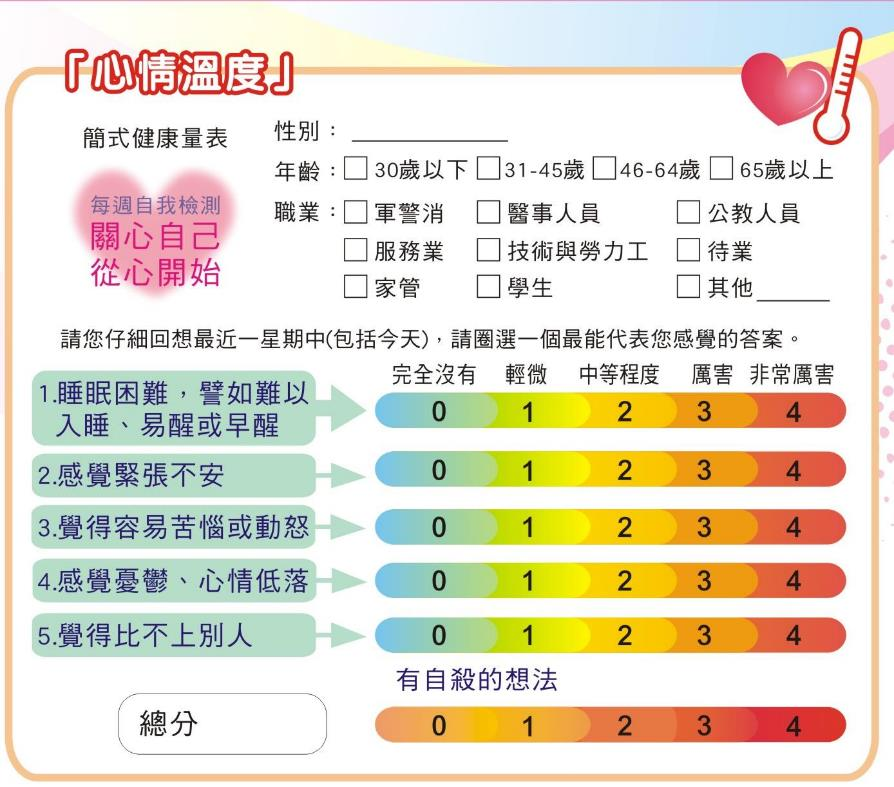 「心情溫度」
簡式健康量表
每週自我檢測
關心自己
從心開始
性別：
年齡：□30歲以下 □31-45歲 □46-64歲 □65歲以上
職業：□軍警消 □醫事人員 □公教人員
□服務業 □技術與勞力工 □待業
□家管 □學生 □其他
請您仔細回想最近一星期中(包括今天)，請圈選一個最能代表您感覺的答案。
完全沒有 輕微 中等程度 厲害 非常厲害
1.睡眠困難，譬如難以
入睡、易醒或早醒
0 1 2 3 4
2.感覺緊張不安 0 1 2 3 4
3.覺得容易苦惱或動怒 0 1 2 3 4
4.感覺憂鬱、心情低落 0 1 2 3 4
5.覺得比不上別人 0 1 2 3 4
有自殺的想法
總分 0 1 2 3 4